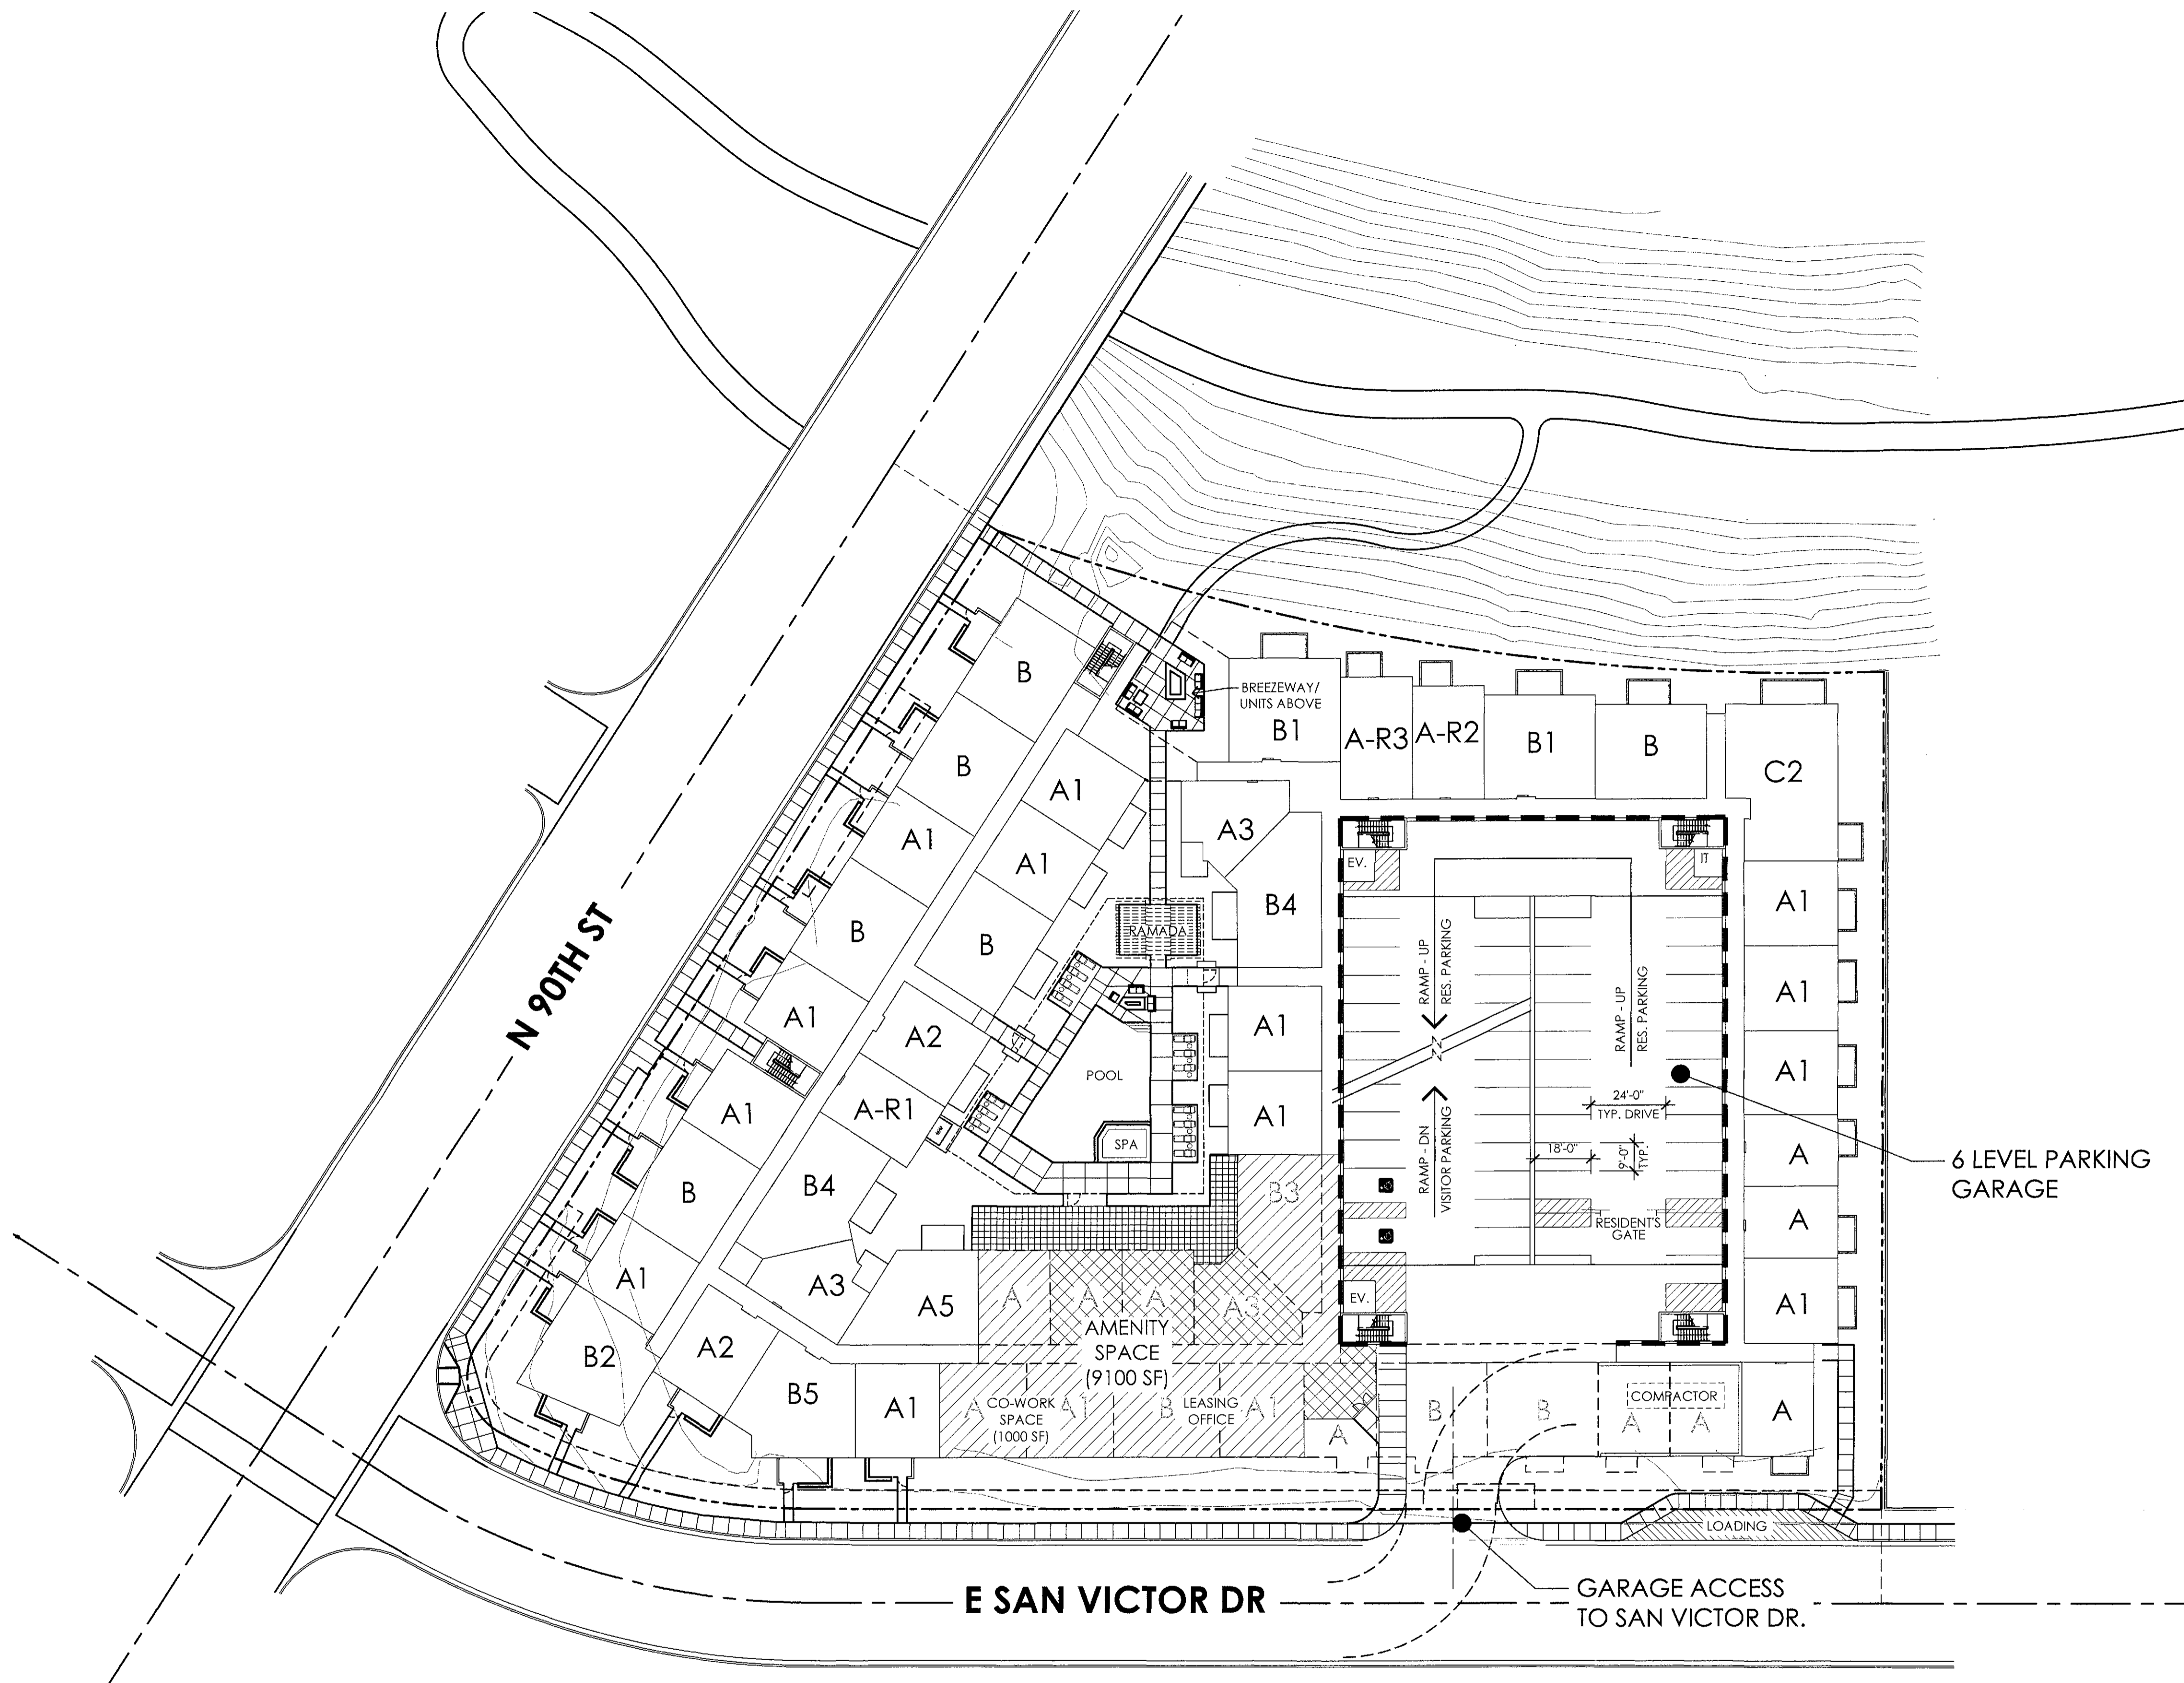 N 90TH ST
E SAN VICTOR DR
B
BREEZEWAY/
UNITS ABOVE
B1
A-R3
A-R2
B1
B
C2
B
A1
A1
A1
B
A1
A3
B4
B
RAMADA
A1
A2
A-R1
POOL
SPA
A1
A1
A1
B
A1
B4
A3
A5
B2
A2
B5
A1
B3
A
A
A
A3
AMENITY
SPACE
(9100 SF)
A
A1
B
A1
CO-WORK
SPACE
(1000 SF)
LEASING
OFFICE
A
B
B
COMPACTOR
A
A
A
EV.
IT
RAMP - UP
RES. PARKING
RAMP - UP
RES. PARKING
RAMP - DN
VISITOR PARKING
24'-0"
TYP. DRIVE
18'-0"
9'-0"
TYP.
RESIDENT'S
GATE
EV.
A1
A1
A1
A
A
A1
6 LEVEL PARKING
GARAGE
LOADING
GARAGE ACCESS
TO SAN VICTOR DR.